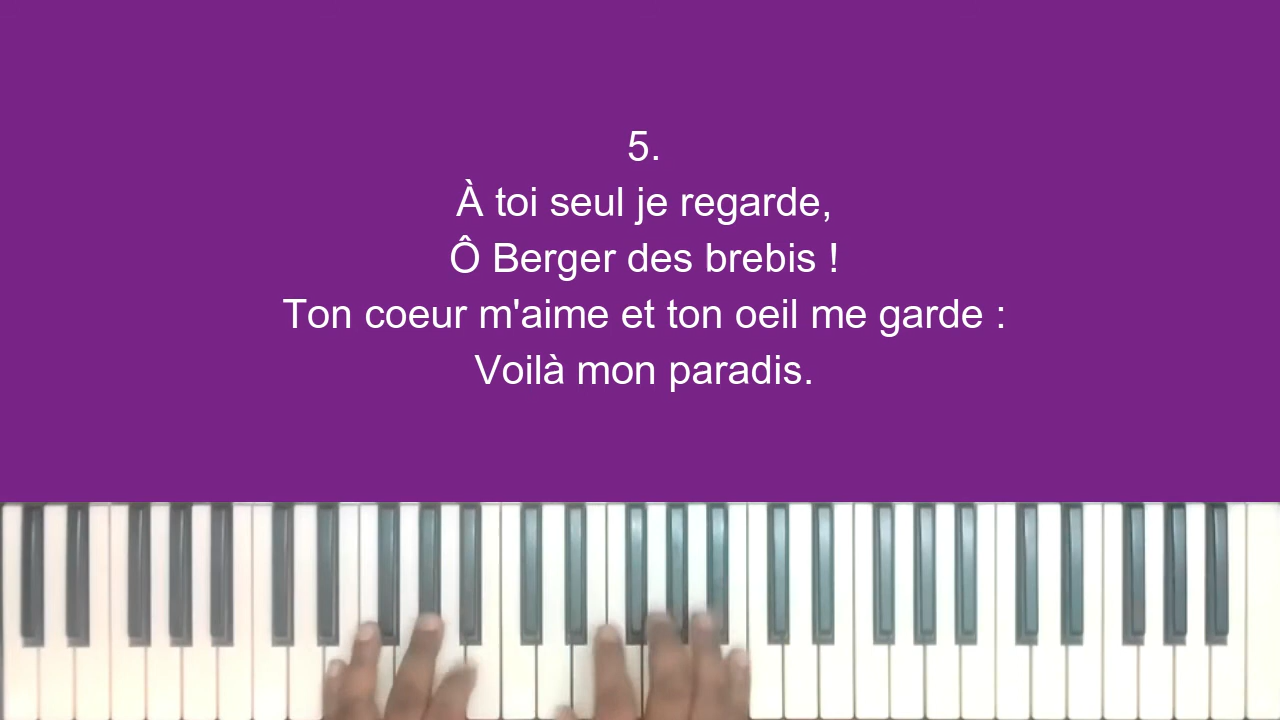 5.
À toi seul je regarde,
Ô Berger des brebis !
Ton coeur m'aime et ton oeil me garde :
Voilà mon paradis.